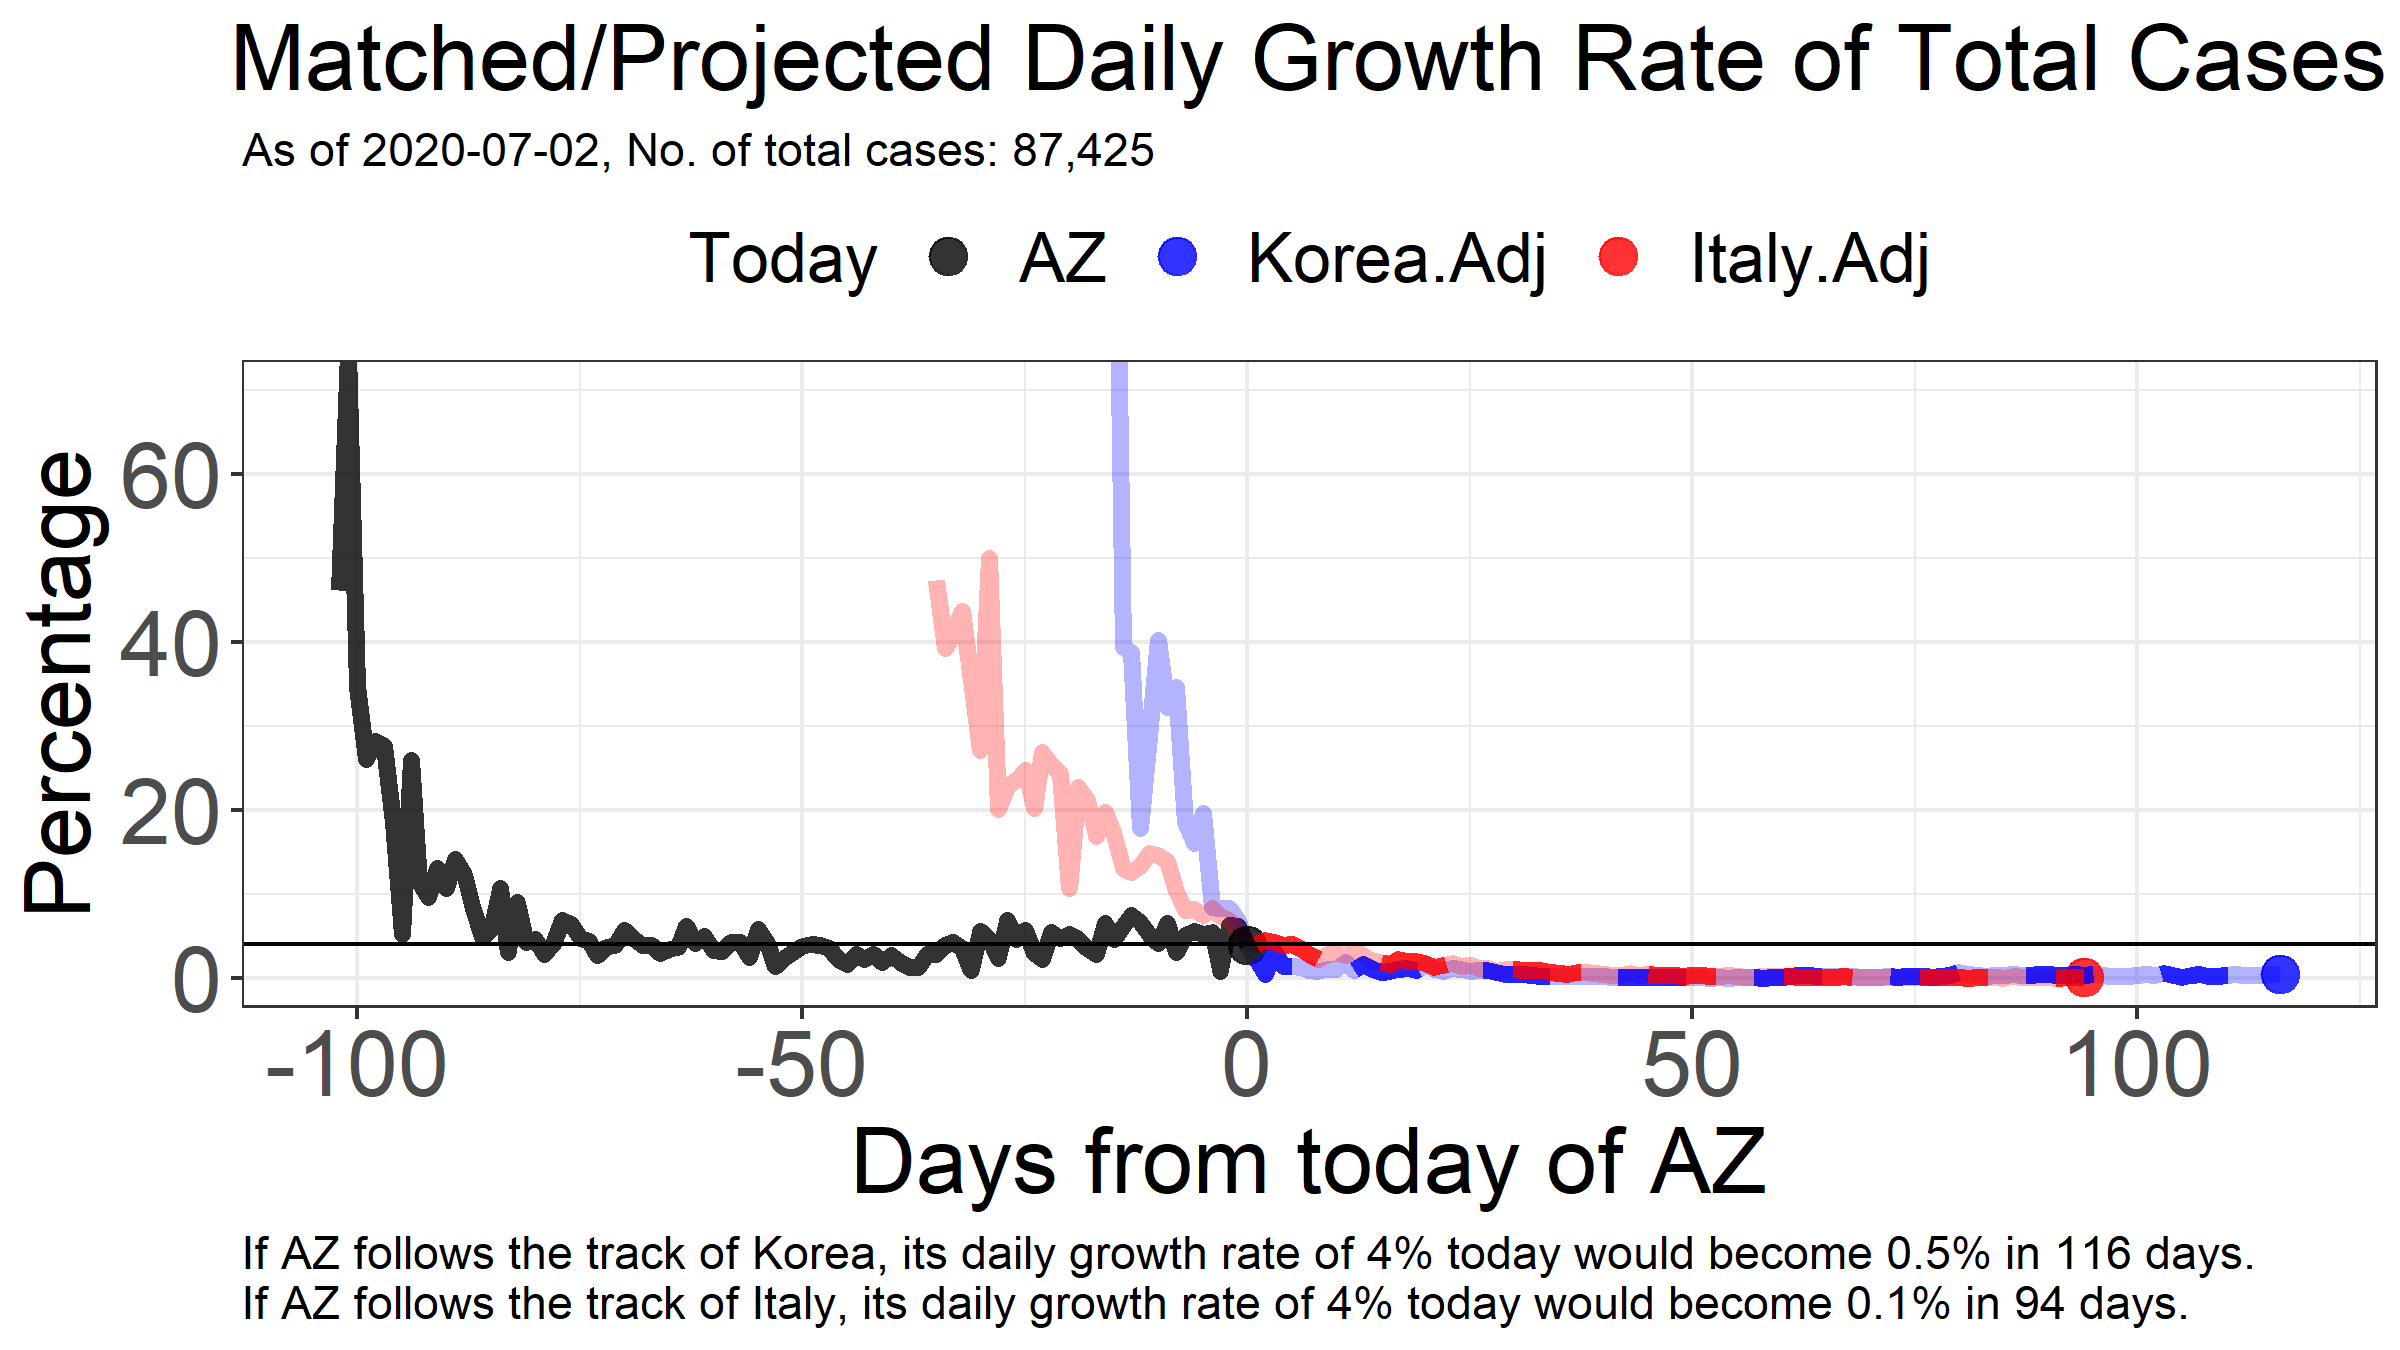 Matched/Projected Daily Growth Rate of Total Cases
As of 2020-07-02, No. of total cases: 87,425
Today AZ Korea.Adj Italy.Adj
Percentage
60
40
20
0
-100 -50 0 50 100
Days from today of AZ
If AZ follows the track of Korea, its daily growth rate of 4% today would become 0.5% in 116 days.
If AZ follows the track of Italy, its daily growth rate of 4% today would become 0.1% in 94 days.